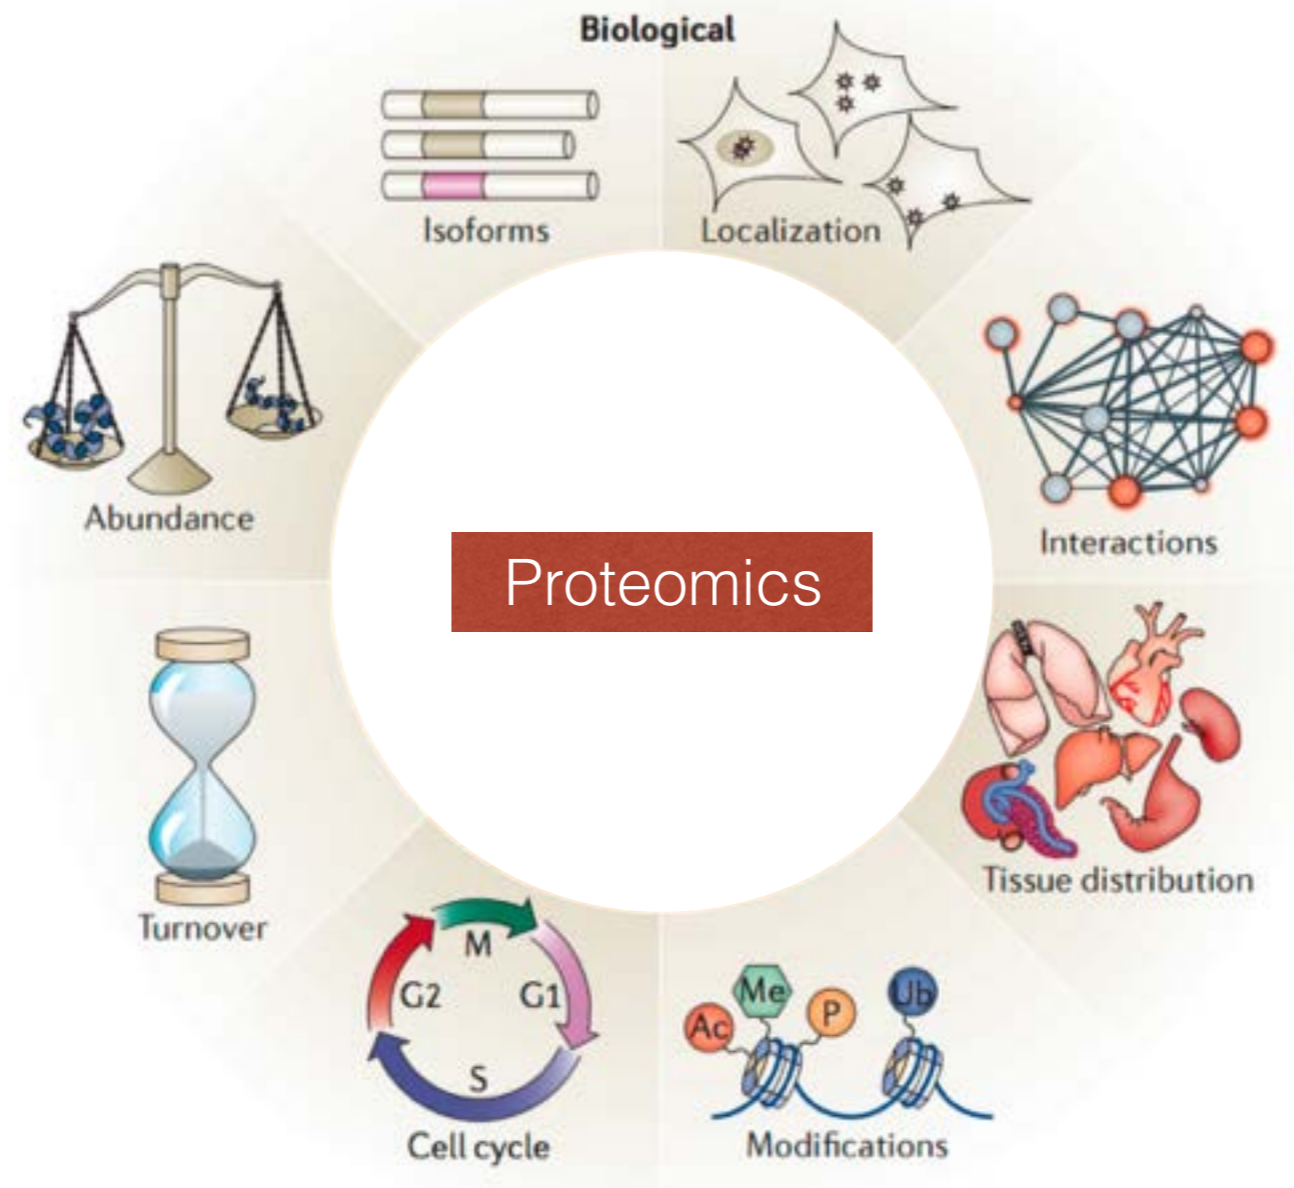 Biological
Isoforms
Localization
Abundance
Interactions
Proteomics
Turnover
Tissue distribution
M
G2
G1
S
Cell cycle
Ac
Me
P
Ub
Modifications